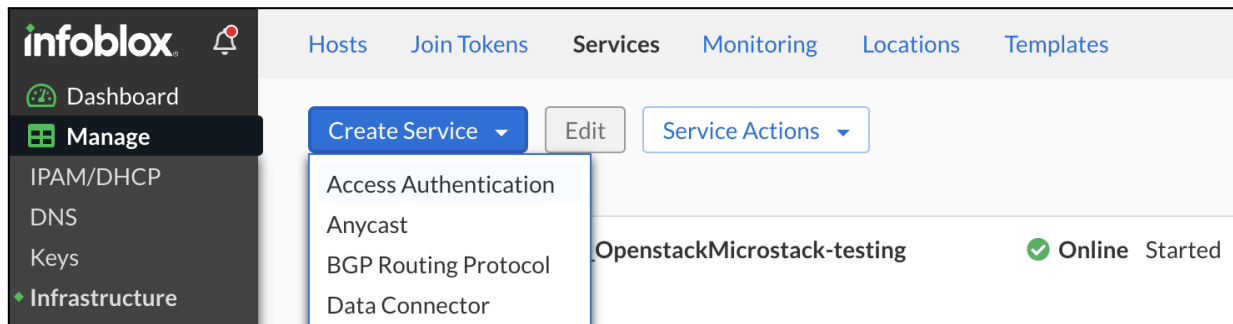 infoblox
Hosts Join Tokens Services Monitoring Locations Templates
Dashboard
Manage
IPAM/DHCP
DNS
Keys
Infrastructure
Create Service Edit Service Actions
Access Authentication
Anycast
BGP Routing Protocol
Data Connector
_OpenstackMicrostack-testing Online Started